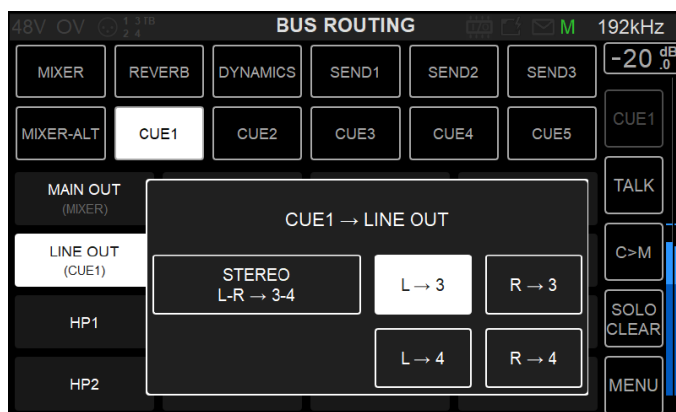 48V OV 1 3 TB BUS ROUTING M 192kHz
2 4
MIXER REVERB DYNAMICS SEND1 SEND2 SEND3 -20 .0 dB
MIXER-ALT CUE1 CUE2 CUE3 CUE4 CUE5 CUE1
MAIN OUT
(MIXER)
TALK
CUE1 → LINE OUT
LINE OUT
(CUE1)
C>M
STEREO
L-R → 3-4
L → 3 R → 3
HP1
SOLO
CLEAR
L → 4 R → 4
HP2
MENU